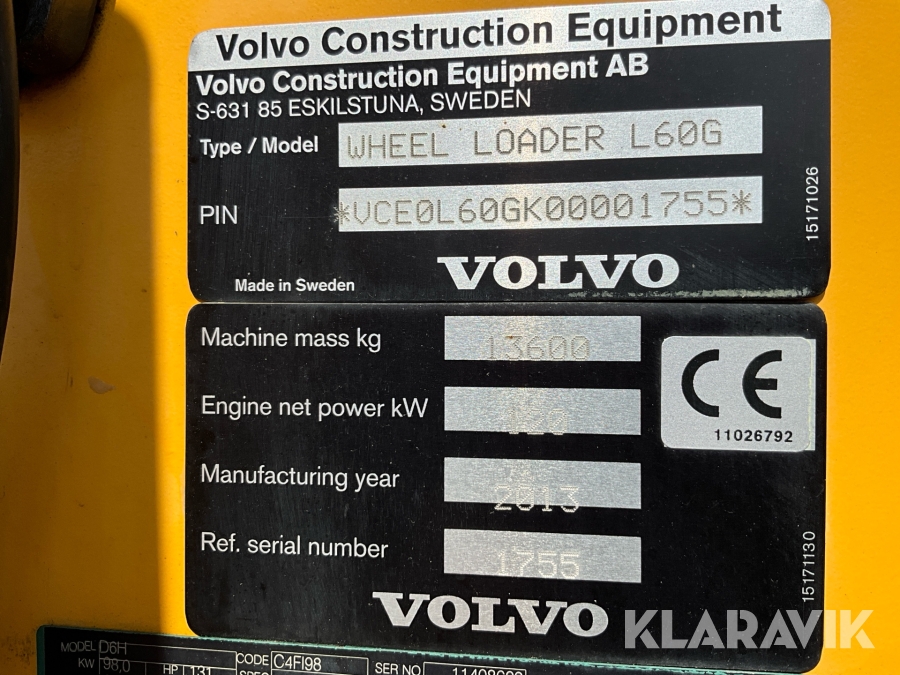 Volvo Construction Equipment
Volvo Construction Equipment AB
S-631 85 ESKILSTUNA, SWEDEN
Type / Model WHEEL LOADER L60G
PIN *VCE0L60GK00001755*
15171026
Made in Sweden VOLVO
Machine mass kg 13600
Engine net power kW 120
CE
11026792
Manufacturing year 2013
Ref. serial number 1755
15171130
VOLVO
KLARAVIK
MODEL D6H
KW 98.0 HP 131 CODE C4FI98 SER NO